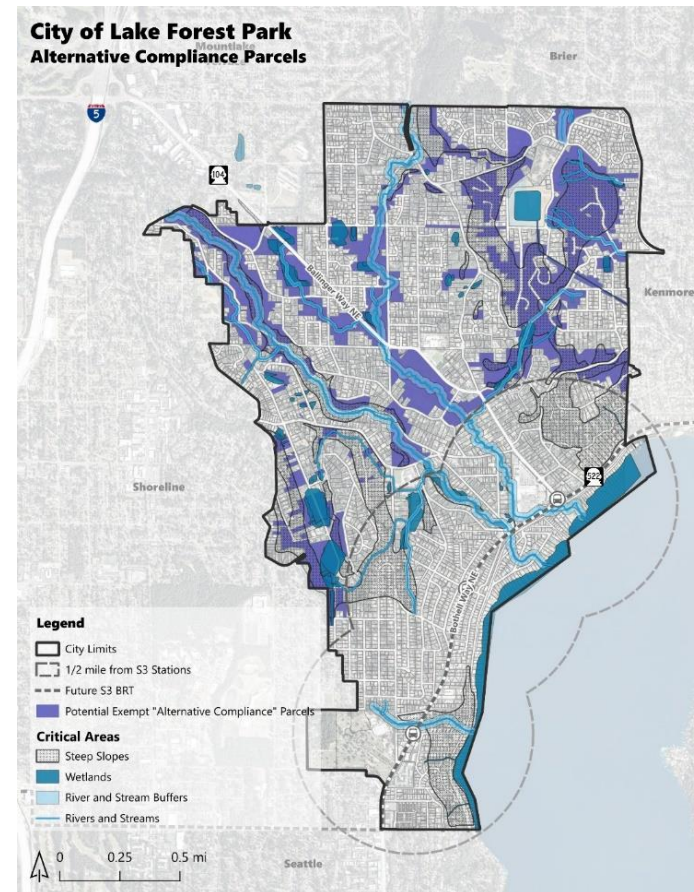 City of Lake Forest Park
Alternative Compliance Parcels
Mountlake
Brier
5
104
Ballinger Way NE
Kenmore
Shoreline
522
Bothell Way NE
Legend
City Limits
1/2 mile from S3 Stations
Future S3 BRT
Potential Exempt "Alternative Compliance" Parcels
Critical Areas
Steep Slopes
Wetlands
River and Stream Buffers
Rivers and Streams
0 0.25 0.5 mi
Seattle